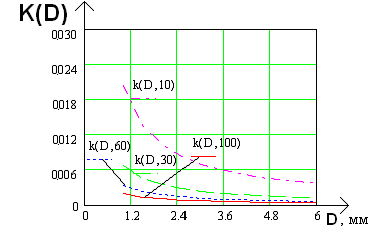 K(D)
0030
0024
0018
0012
0006
0
k(D,10)
k(D,100)
k(D,60)
k(D,30)
0 1.2 2.4 3.6 4.8 6
D, мм